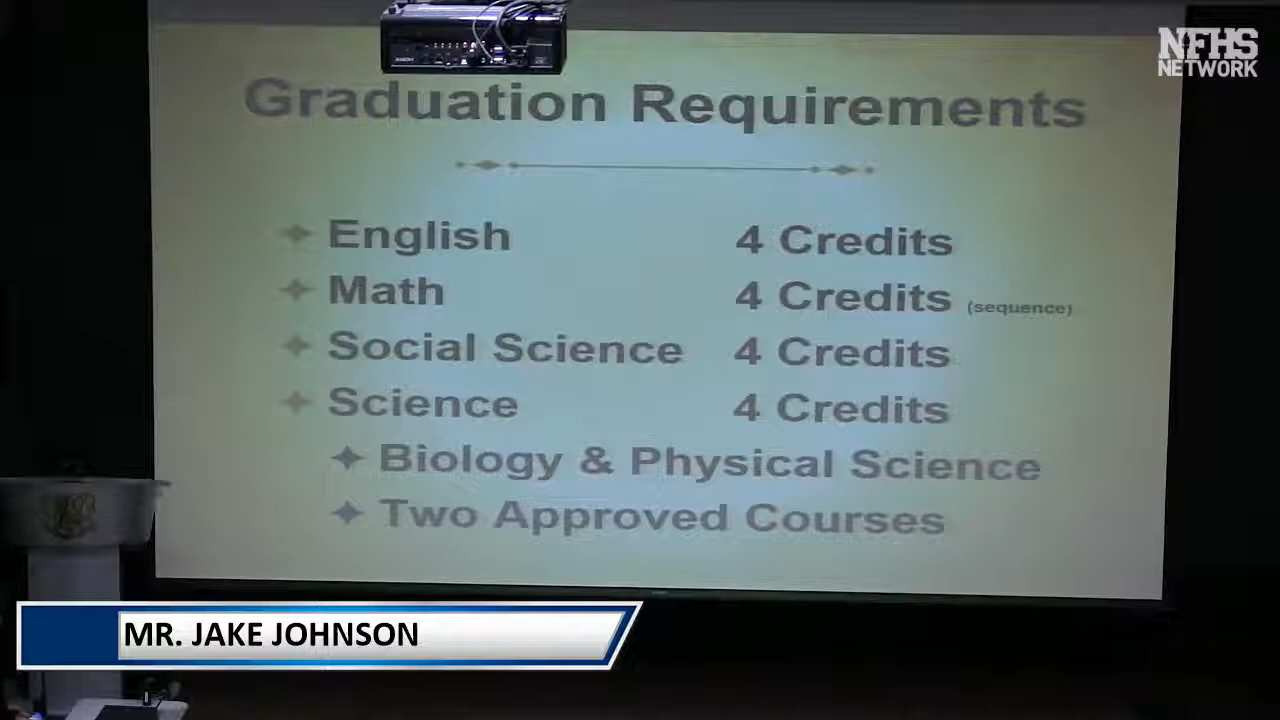 NFHS
NETWORK
Graduation Requirements
English 4 Credits
Math 4 Credits (sequence)
Social Science 4 Credits
Science 4 Credits
Biology & Physical Science
Two Approved Courses
MR. JAKE JOHNSON